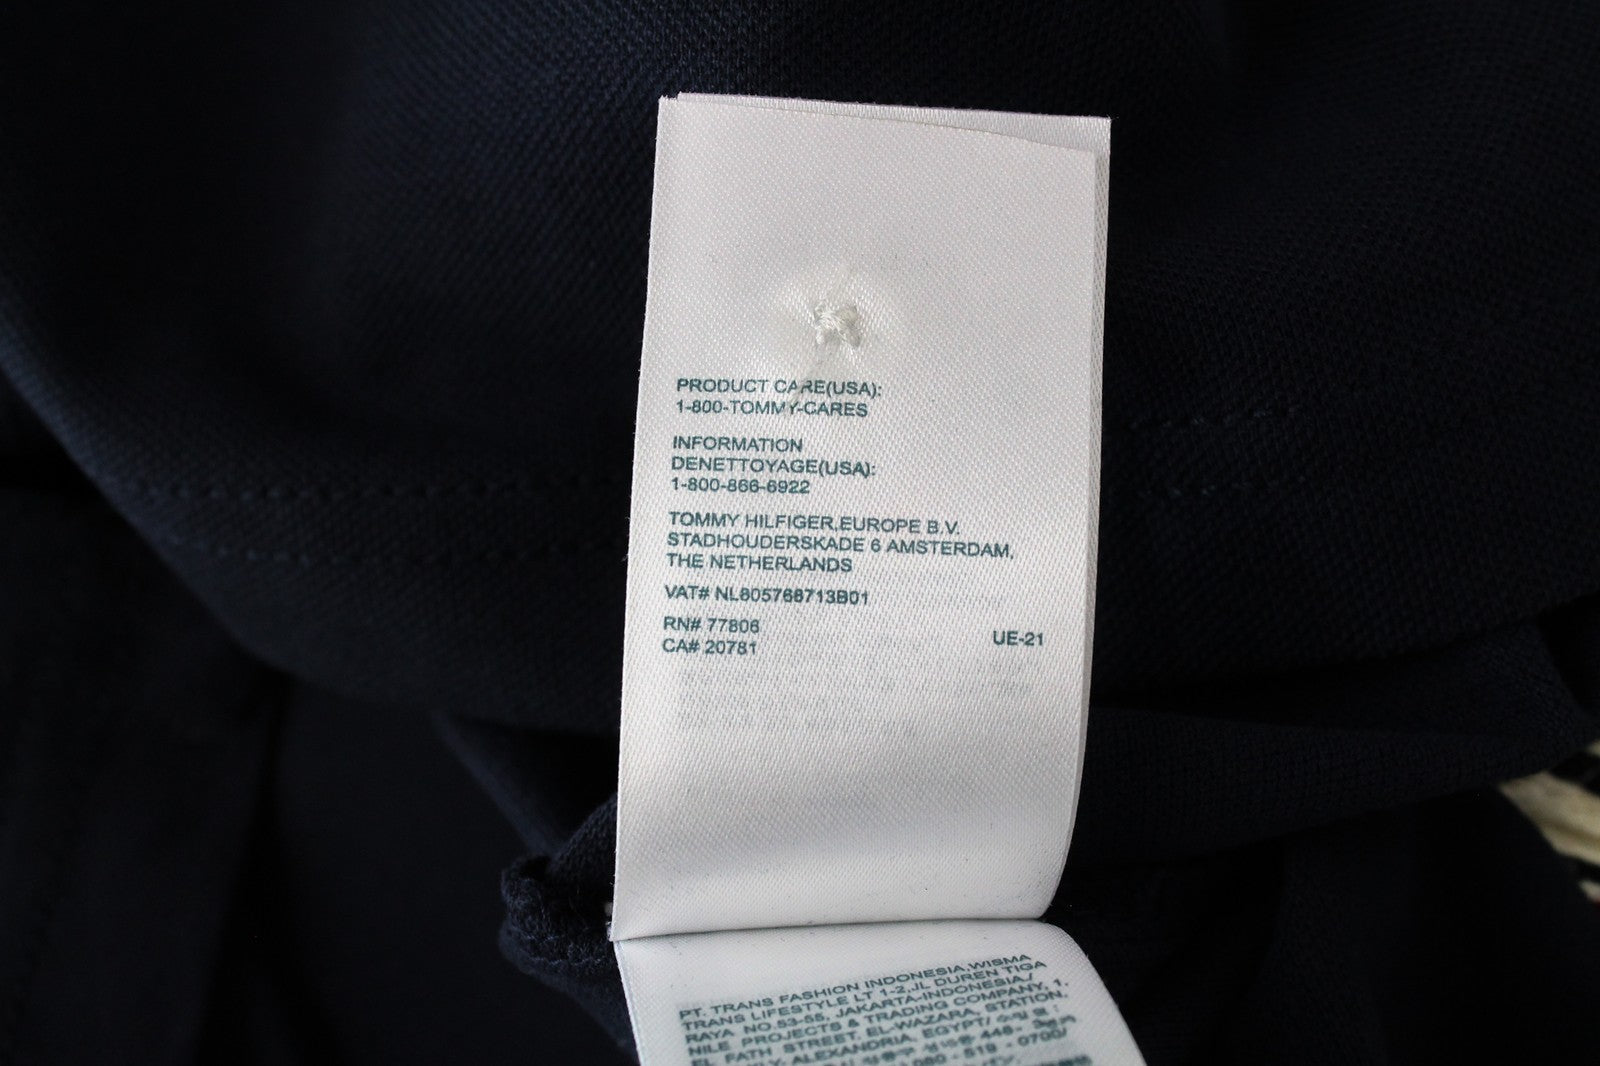 PRODUCT CARE(USA):
1-800-TOMMY-CARES
INFORMATION
DENETTOYAGE(USA):
1-800-866-6922
TOMMY HILFIGER,EUROPE B.V.
STADHOUDERSKADE 6 AMSTERDAM,
THE NETHERLANDS
VAT# NL805768713B01
RN# 77806
CA# 20781
UE-21
PT. TRANS FASHION INDONESIA,WISMA
TRANS LIFESTYLE LT 1-2,JL DUREN TIGA
RAYA NO.53-55, JAKARTA-INDONESIA/
NILE PROJECTS & TRADING COMPANY, 1,
EL FATH STREET, EL-WAZARA, STATION,
ALEXANDRIA, EGYPT/